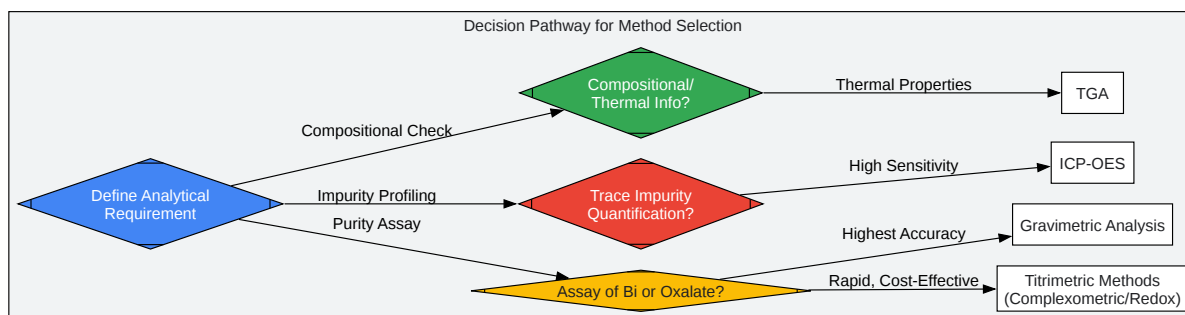 Decision Pathway for Method Selection
Compositional/
Thermal Info?
Thermal Properties
TGA
Compositional Check
Define Analytical
Requirement
Impurity Profiling
Trace Impurity
Quantification?
High Sensitivity
ICP-OES
Purity Assay
Assay of Bi or Oxalate?
Highest Accuracy
Gravimetric Analysis
Rapid, Cost-Effective
Titrimetric Methods
(Complexometric/Redox)